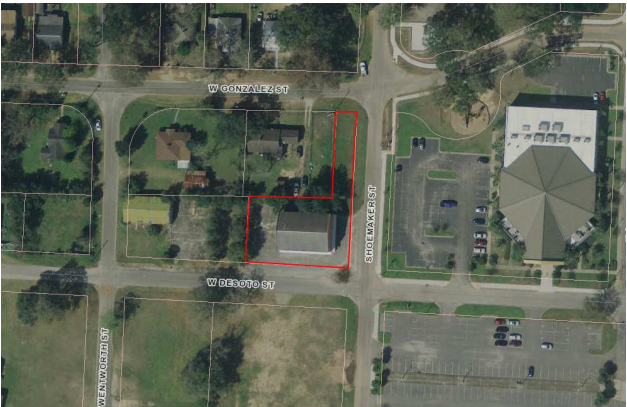 W GONZALEZ ST
SHOEMAKER ST
W DESOTO ST
WENTWORTH ST